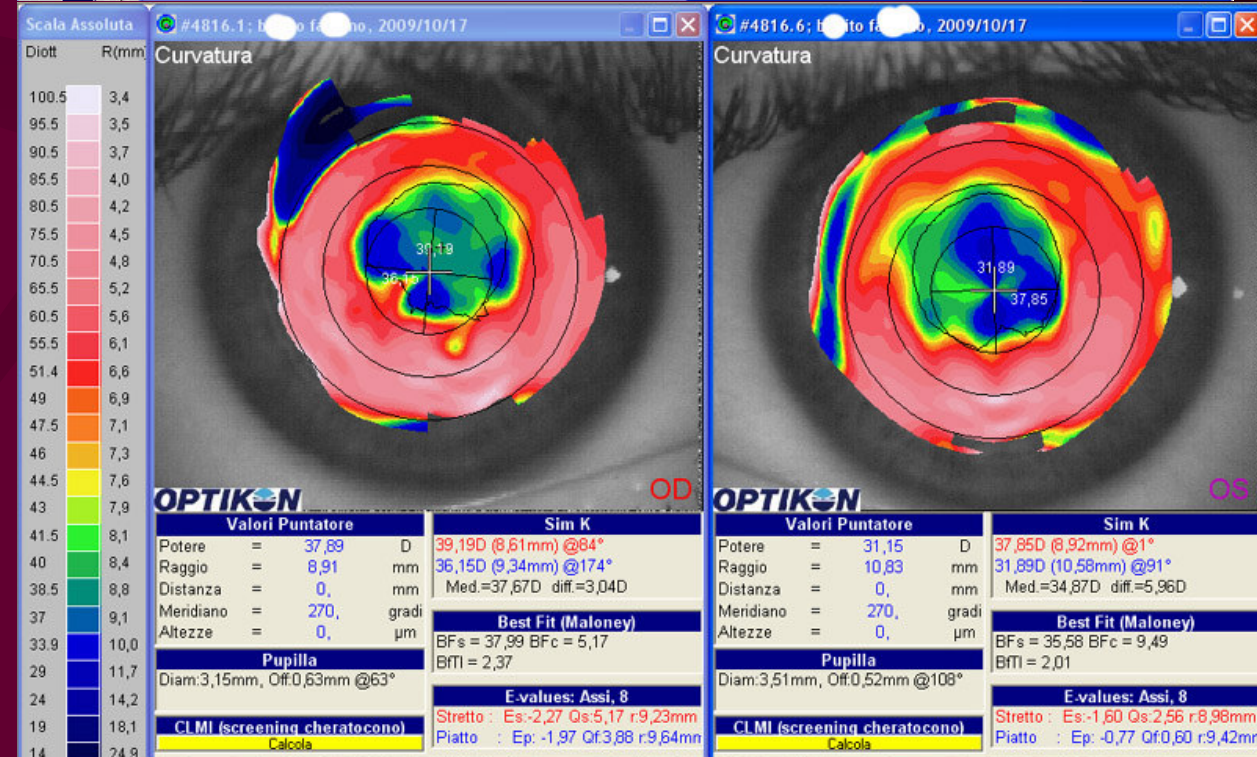 Scala Assoluta
Diott R(mm)
100.5 3,4
95.5 3,5
90.5 3,7
85.5 4,0
80.5 4,2
75.5 4,5
70.5 4,8
65.5 5,2
60.5 5,6
55.5 6,1
51.4 6,6
49 6,9
47.5 7,1
46 7,3
44.5 7,6
43 7,9
41.5 8,1
40 8,4
38.5 8,8
37 9,1
33.9 10,0
29 11,7
24 14,2
19 18,1
14 24,9
#4816.1; 2009/10/17
Curvatura
39,19
36,15
OPTIKON
OD
Valori Puntatore
Potere = 37,89 D
Raggio = 8,91 mm
Distanza = 0, mm
Meridiano = 270, gradi
Altezze = 0, µm
Pupilla
Diam:3,15mm, Off:0,63mm @63°
CLMI (screening cheratocono)
Calcola
Sim K
39,19D (8,61mm) @84°
36,15D (9,34mm) @174°
Med.=37,67D diff.=3,04D
Best Fit (Maloney)
BFs = 37,99 BFc = 5,17
BfTI = 2,37
E-values: Assi, 8
Stretto : Es:-2,27 Qs:5,17 r:9,23mm
Piatto : Ep: -1,97 Qf:3,88 r:9,64mm
#4816.6; 2009/10/17
Curvatura
31,89
37,85
OPTIKON
OS
Valori Puntatore
Potere = 31,15 D
Raggio = 10,83 mm
Distanza = 0, mm
Meridiano = 270, gradi
Altezze = 0, µm
Pupilla
Diam:3,51mm, Off:0,52mm @108°
CLMI (screening cheratocono)
Calcola
Sim K
37,85D (8,92mm) @1°
31,89D (10,58mm) @91°
Med.=34,87D diff.=5,96D
Best Fit (Maloney)
BFs = 35,58 BFc = 9,49
BfTI = 2,01
E-values: Assi, 8
Stretto : Es:-1,60 Qs:2,56 r:8,98mm
Piatto : Ep: -0,77 Qf:0,60 r:9,42mm